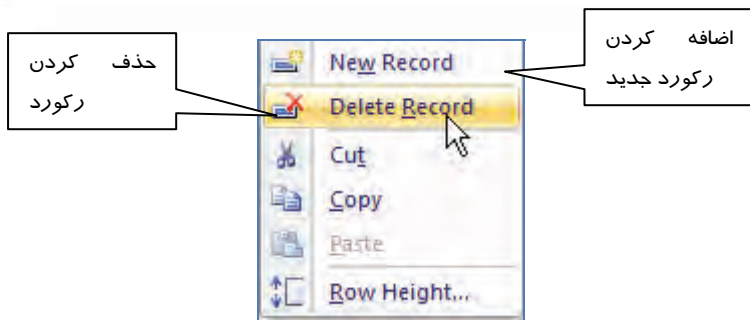 اضافه کردن
رکورد جدید
حذف کردن
رکورد
New Record
Delete Record
Cut
Copy
Paste
Row Height...